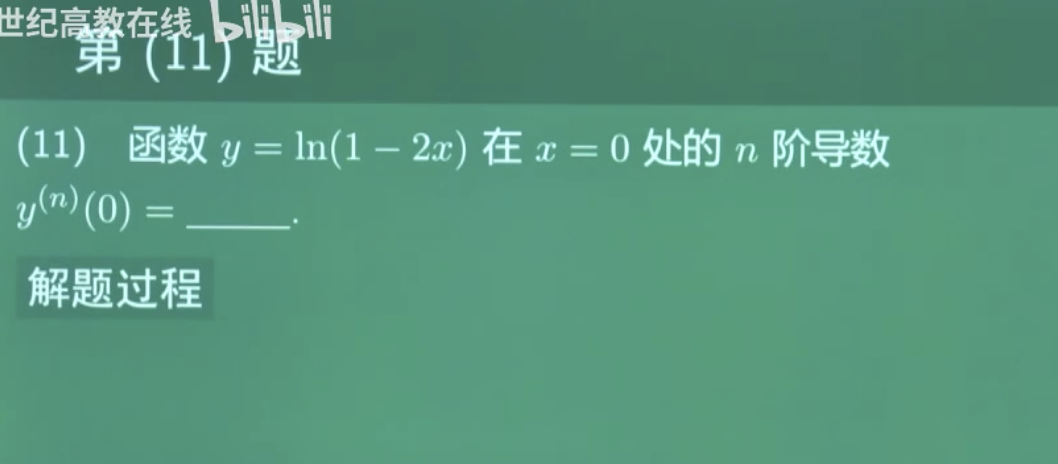 世纪高教在线 bilibili
第 (11) 题
(11) 函数 y = ln(1 − 2x) 在 x = 0 处的 n 阶导数
y⁽ⁿ⁾(0) = _____.
解题过程